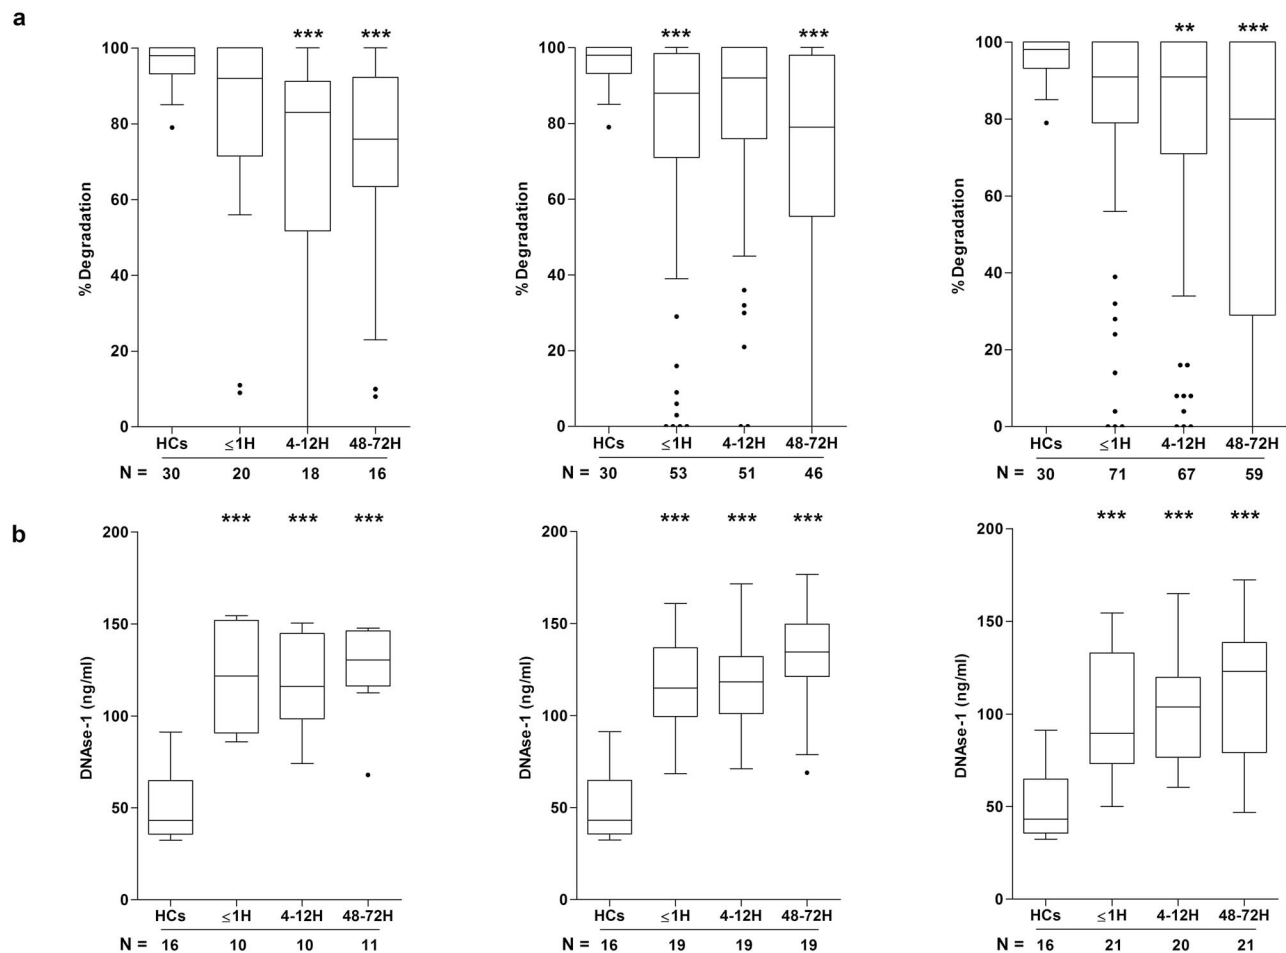 a
*** ***
*** ***
** ***
100
80
60
40
20
0
% Degradation
HCs ≤1H 4-12H 48-72H
N = 30 20 18 16
100
80
60
40
20
0
% Degradation
HCs ≤1H 4-12H 48-72H
N = 30 53 51 46
100
80
60
40
20
0
% Degradation
HCs ≤1H 4-12H 48-72H
N = 30 71 67 59
b
*** *** ***
*** *** ***
*** *** ***
200
150
100
50
0
DNAse-1 (ng/ml)
HCs ≤1H 4-12H 48-72H
N = 16 10 10 11
200
150
100
50
0
DNAse-1 (ng/ml)
HCs ≤1H 4-12H 48-72H
N = 16 19 19 19
200
150
100
50
0
DNAse-1 (ng/ml)
HCs ≤1H 4-12H 48-72H
N = 16 21 20 21